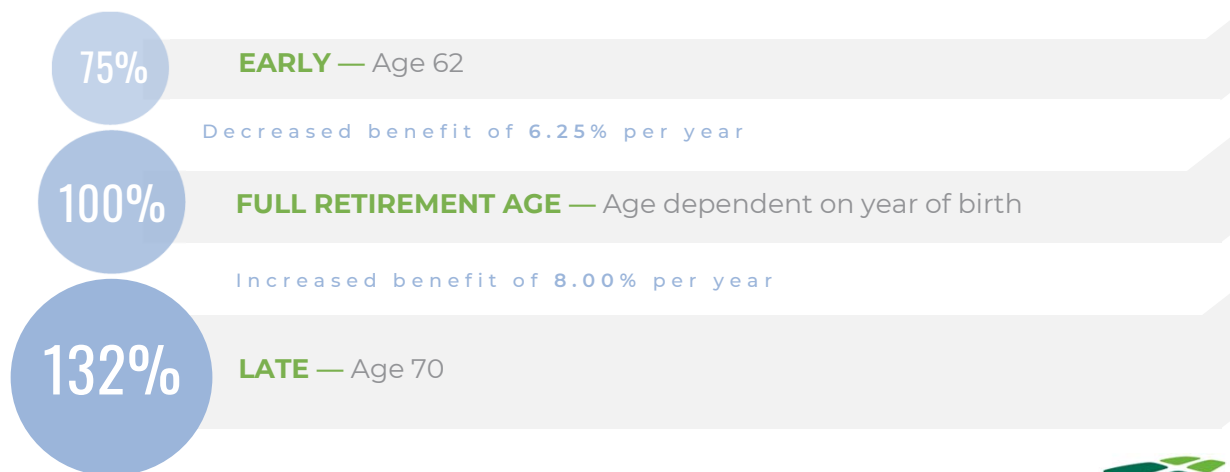 75%
EARLY — Age 62
Decreased benefit of 6.25% per year
100%
FULL RETIREMENT AGE — Age dependent on year of birth
Increased benefit of 8.00% per year
132%
LATE — Age 70